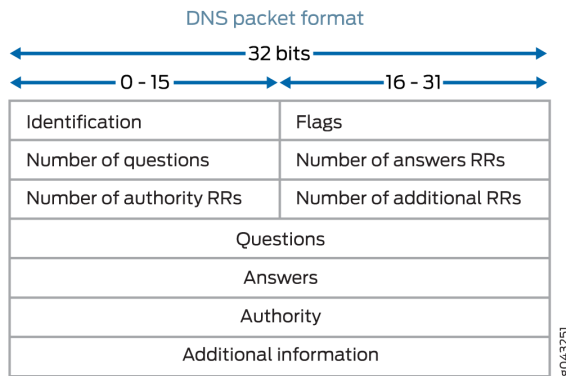 DNS packet format
32 bits
0 - 15 16 - 31
Identification Flags
Number of questions Number of answers RRs
Number of authority RRs Number of additional RRs
Questions
Answers
Authority
Additional information
g043251